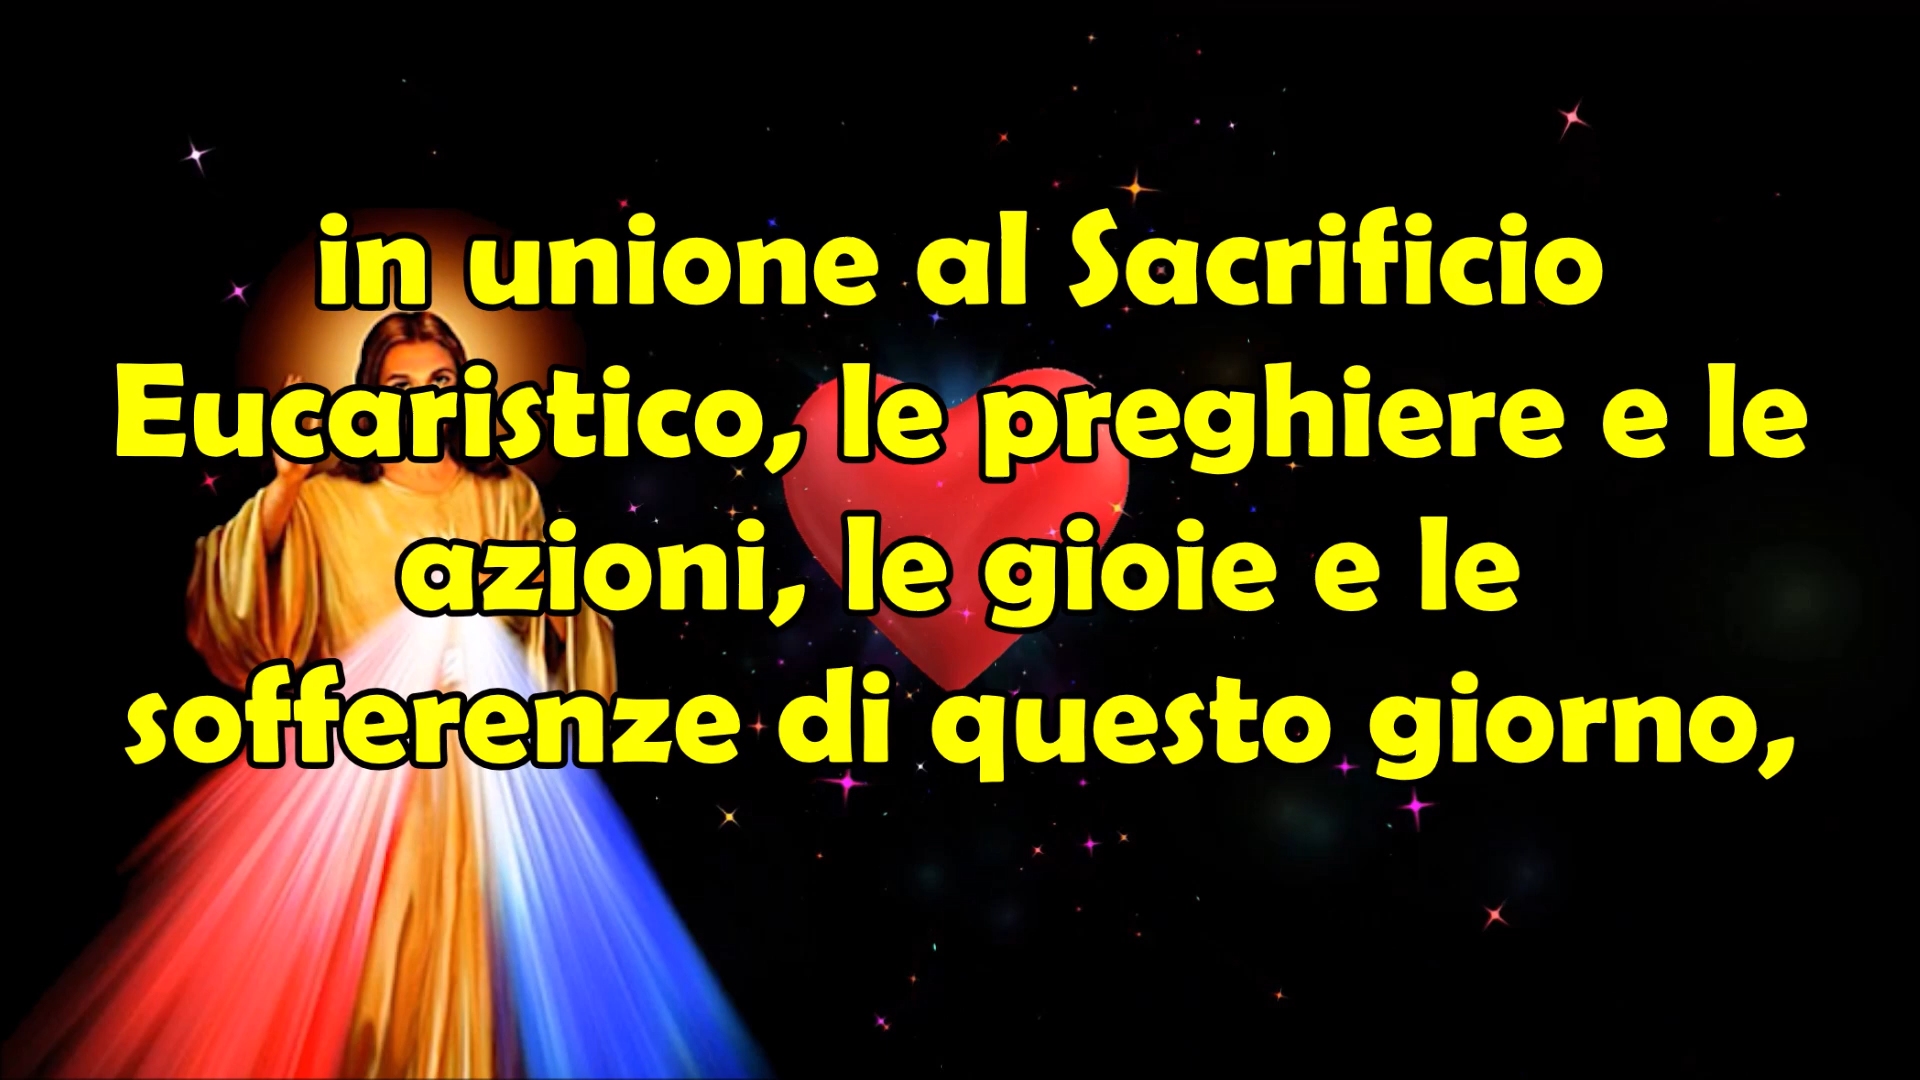 in unione al Sacrificio
Eucaristico, le preghiere e le
azioni, le gioie e le
sofferenze di questo giorno,